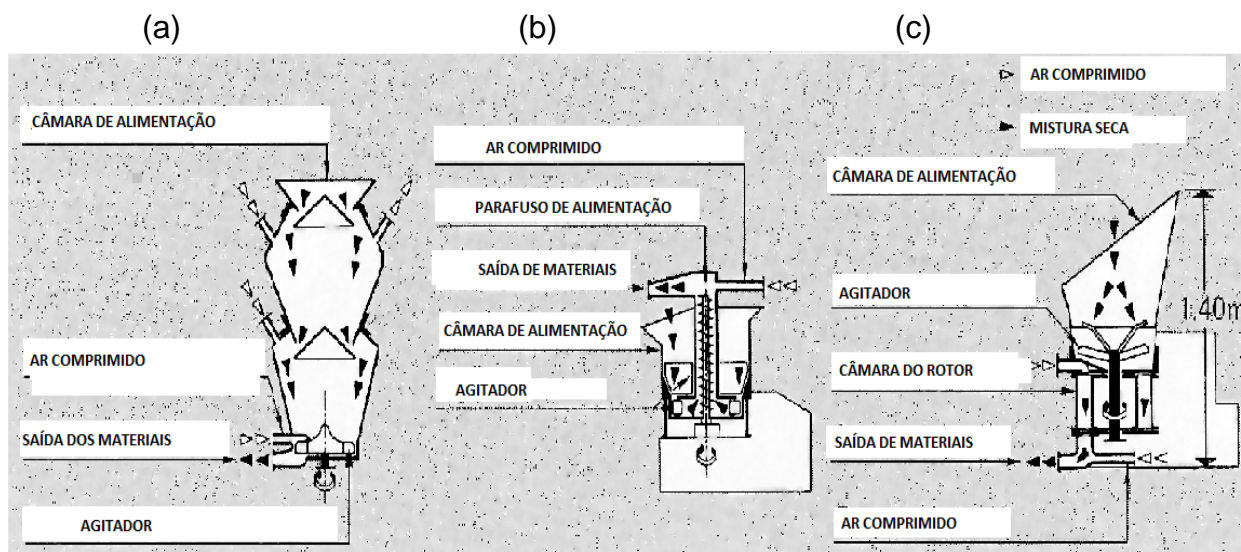 (a)
CÂMARA DE ALIMENTAÇÃO
AR COMPRIMIDO
SAÍDA DOS MATERIAIS
AGITADOR
(b)
AR COMPRIMIDO
PARAFUSO DE ALIMENTAÇÃO
SAÍDA DE MATERIAIS
CÂMARA DE ALIMENTAÇÃO
AGITADOR
(c)
AR COMPRIMIDO
MISTURA SECA
CÂMARA DE ALIMENTAÇÃO
AGITADOR
1.40m
CÂMARA DO ROTOR
SAÍDA DE MATERIAIS
AR COMPRIMIDO